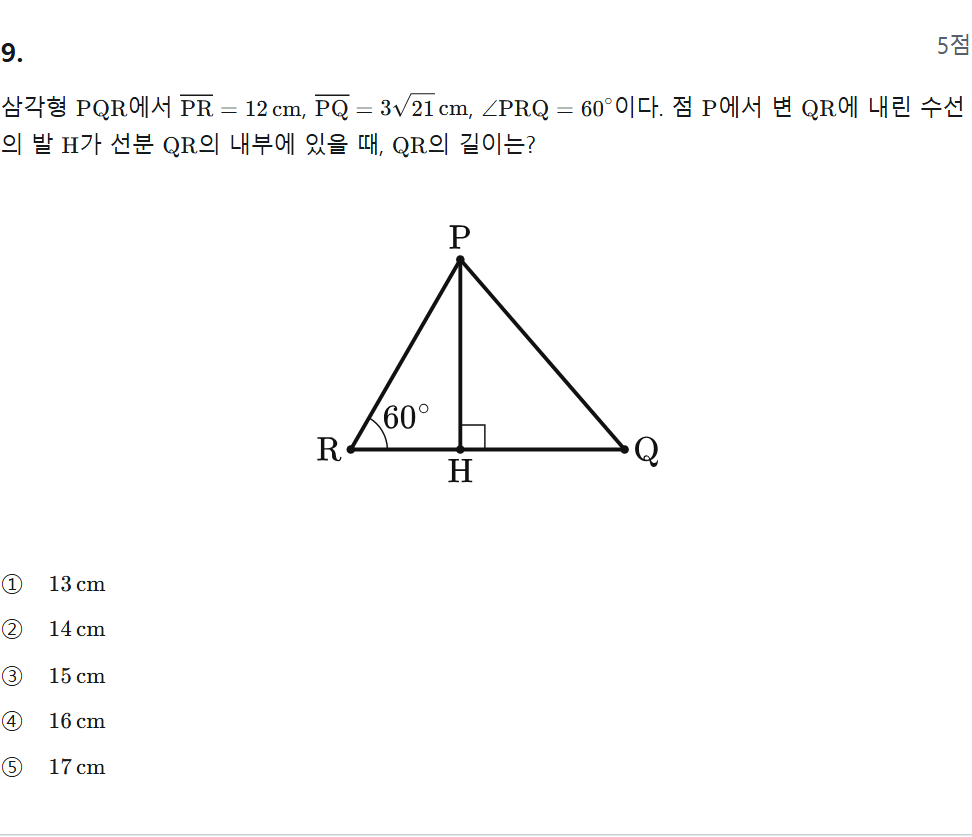 9.
5점
삼각형 PQR에서 $\overline{PR} = 12\,cm$, $\overline{PQ} = 3\sqrt{21}\,cm$, ∠PRQ = 60°이다. 점 P에서 변 QR에 내린 수선
의 발 H가 선분 QR의 내부에 있을 때, QR의 길이는?
P
60°
R
Q
H
① 13 cm
② 14 cm
③ 15 cm
④ 16 cm
⑤ 17 cm